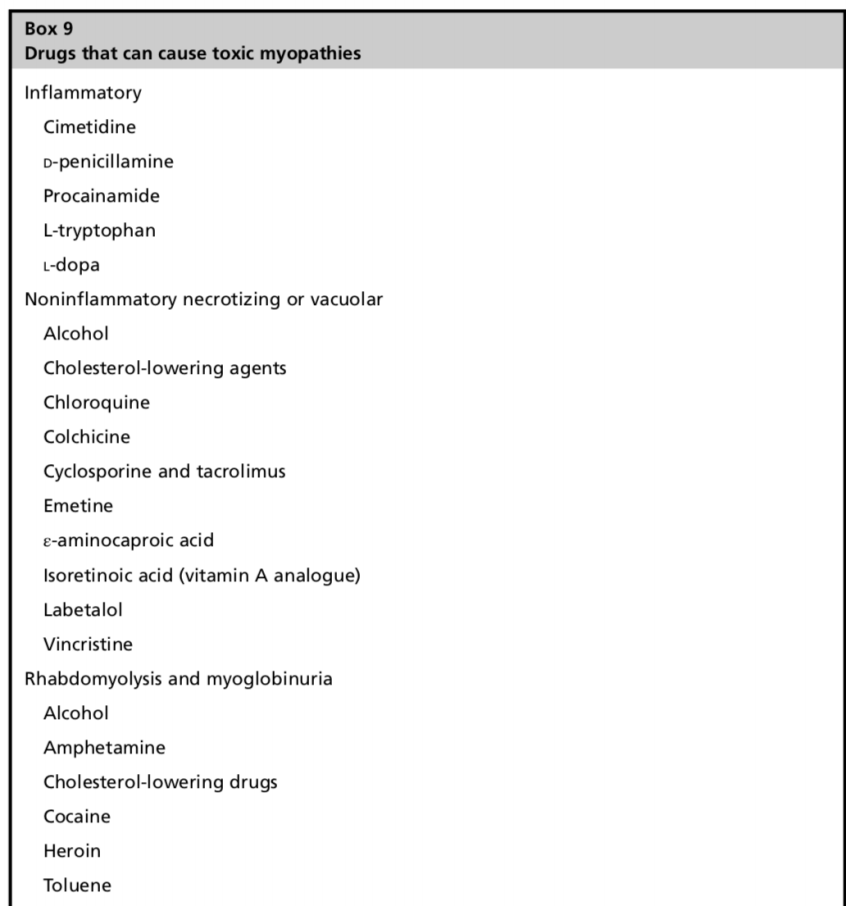 Box 9
Drugs that can cause toxic myopathies
Inflammatory
Cimetidine
D-penicillamine
Procainamide
L-tryptophan
L-dopa
Noninflammatory necrotizing or vacuolar
Alcohol
Cholesterol-lowering agents
Chloroquine
Colchicine
Cyclosporine and tacrolimus
Emetine
ε-aminocaproic acid
Isoretinoic acid (vitamin A analogue)
Labetalol
Vincristine
Rhabdomyolysis and myoglobinuria
Alcohol
Amphetamine
Cholesterol-lowering drugs
Cocaine
Heroin
Toluene